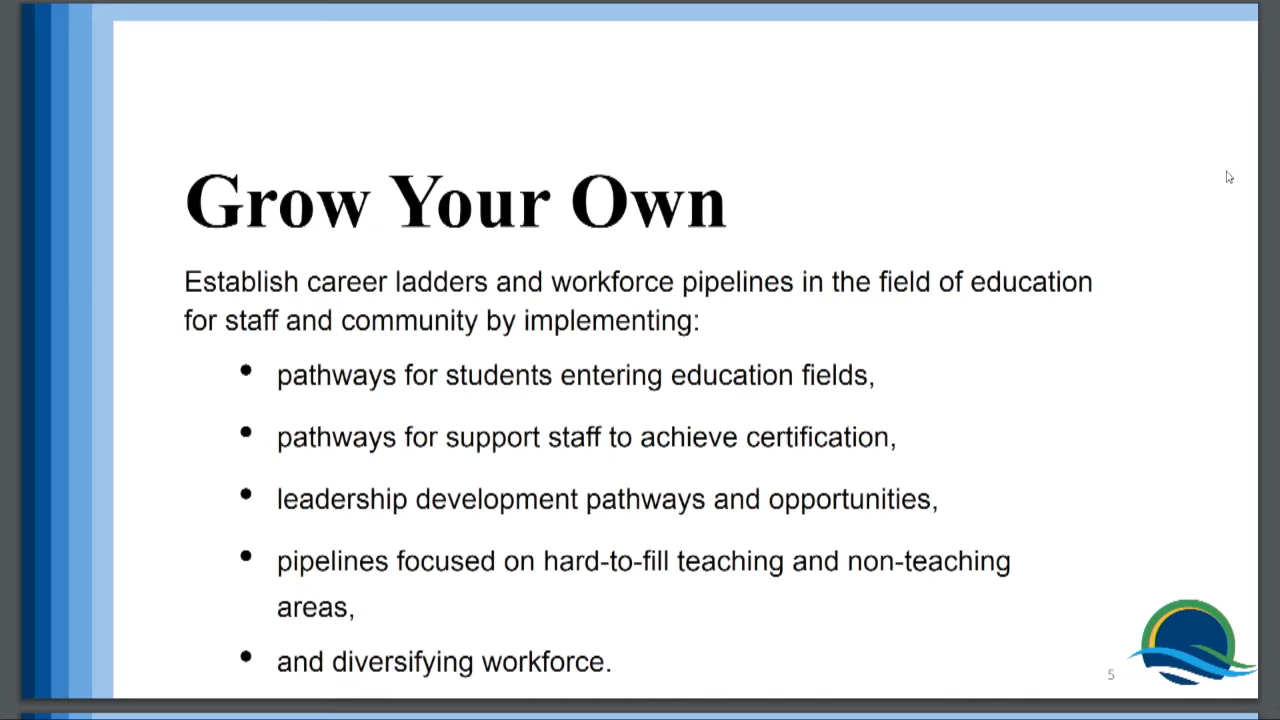 Grow Your Own
Establish career ladders and workforce pipelines in the field of education
for staff and community by implementing:
• pathways for students entering education fields,
• pathways for support staff to achieve certification,
• leadership development pathways and opportunities,
• pipelines focused on hard-to-fill teaching and non-teaching
areas,
• and diversifying workforce.
5